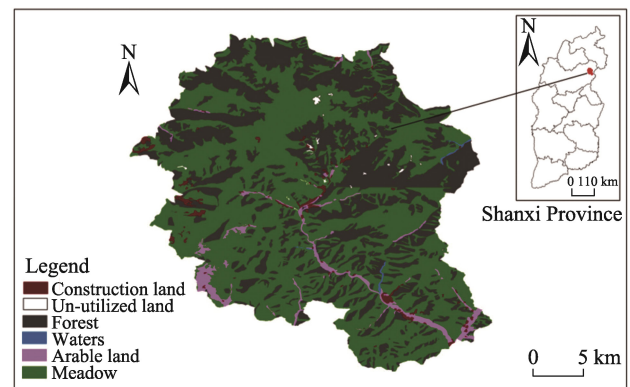 N
N
0 110 km
Shanxi Province
Legend
Construction land
Un-utilized land
Forest
Waters
Arable land
Meadow
0 5 km